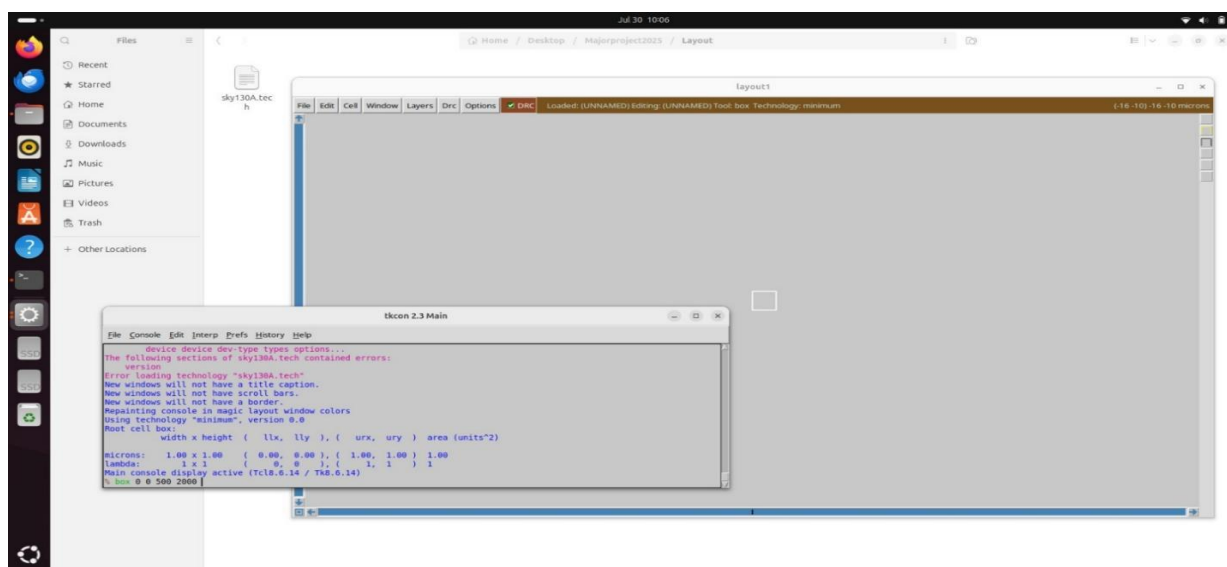 Jul 30 10:06
Files
Home / Desktop / Majorproject2025 / Layout
Recent
Starred
Home
Documents
Downloads
Music
Pictures
Videos
Trash
+ Other Locations
sky130A.tec
h
layout1
File Edit Cell Window Layers Drc Options DRC Loaded: (UNNAMED) Editing: (UNNAMED) Tool: box Technology: minimum (-16 -10) -16 -10 microns
tkcon 2.3 Main
File Console Edit Interp Prefs History Help
device device dev-type types options...
The following sections of sky130A.tech contained errors:
version
Error loading technology "sky130A.tech"
New windows will not have a title caption.
New windows will not have scroll bars.
New windows will not have a border.
Repainting console in magic layout window colors
Using technology "minimum", version 0.0
Root cell box:
width x height ( llx, lly ), ( urx, ury ) area (units^2)
microns: 1.00 x 1.00 ( 0.00, 0.00 ), ( 1.00, 1.00 ) 1.00
lambda: 1 x 1 ( 0, 0 ), ( 1, 1 ) 1
Main console display active (Tcl8.6.14 / Tk8.6.14)
% box 0 0 500 2000
SSD
SSD